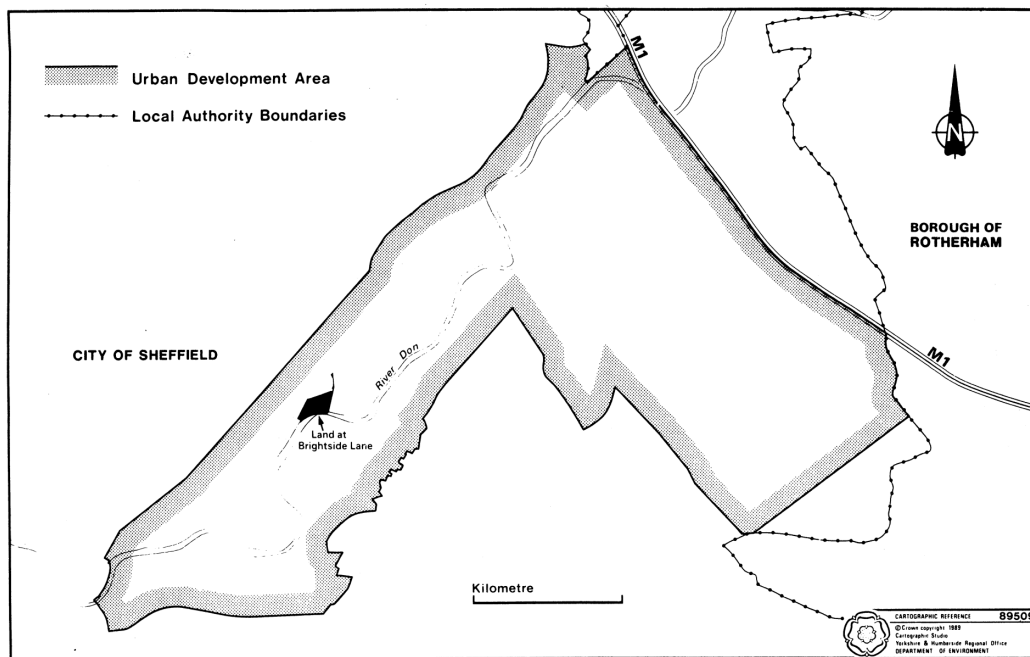 M1
Urban Development Area
Local Authority Boundaries
N
BOROUGH OF
ROTHERHAM
CITY OF SHEFFIELD
River Don
M1
Land at
Brightside Lane
Kilometre
CARTOGRAPHIC REFERENCE 89509
© Crown copyright 1989
Cartographic Studio
Yorkshire & Humberside Regional Office
DEPARTMENT OF ENVIRONMENT